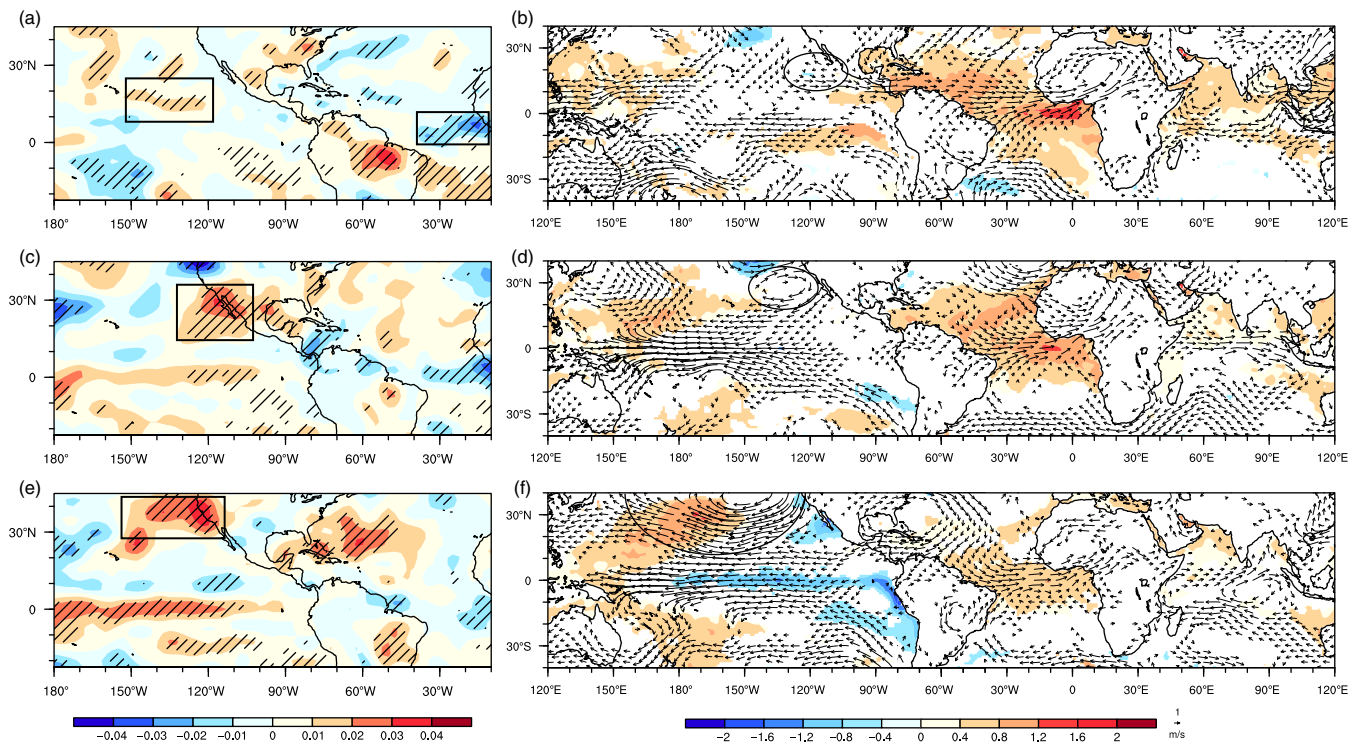 (a)
(b)
30°N
0
30°N
0
30°S
180° 150°W 120°W 90°W 60°W 30°W
120°E 150°E 180° 150°W 120°W 90°W 60°W 30°W 0 30°E 60°E 90°E 120°E
(c)
(d)
30°N
0
30°N
0
30°S
180° 150°W 120°W 90°W 60°W 30°W
120°E 150°E 180° 150°W 120°W 90°W 60°W 30°W 0 30°E 60°E 90°E 120°E
(e)
(f)
30°N
0
30°N
0
30°S
180° 150°W 120°W 90°W 60°W 30°W
120°E 150°E 180° 150°W 120°W 90°W 60°W 30°W 0 30°E 60°E 90°E 120°E
−0.04 −0.03 −0.02 −0.01 0 0.01 0.02 0.03 0.04
−2 −1.6 −1.2 −0.8 −0.4 0 0.4 0.8 1.2 1.6 2
1
m/s